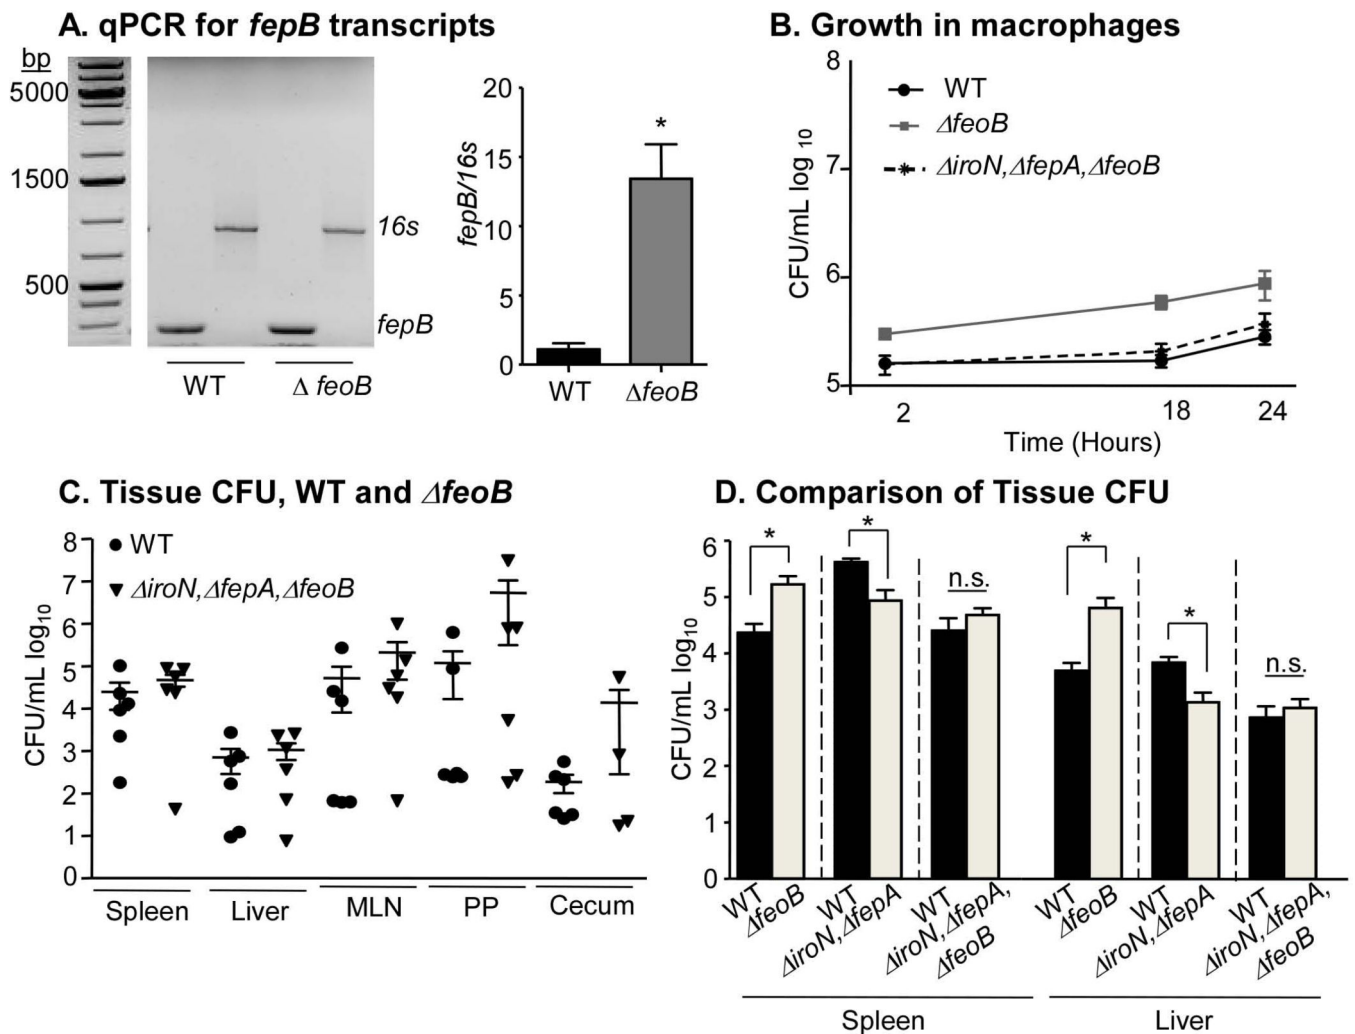 A. qPCR for fepB transcripts
bp
5000
1500
500
16s
fepB
WT
Δ feoB
fepB/16s
20
15
10
5
0
*
WT
ΔfeoB
B. Growth in macrophages
CFU/mL log 10
8
7
6
5
WT
ΔfeoB
ΔiroN,ΔfepA,ΔfeoB
2
18
24
Time (Hours)
C. Tissue CFU, WT and ΔfeoB
CFU/mL log10
8
7
6
5
4
3
2
1
0
WT
ΔiroN,ΔfepA,ΔfeoB
Spleen
Liver
MLN
PP
Cecum
D. Comparison of Tissue CFU
CFU/mL log10
6
5
4
3
2
1
0
*
*
n.s.
*
*
n.s.
WT
ΔfeoB
WT
ΔiroN,ΔfepA
WT
ΔiroN,ΔfepA,
ΔfeoB
WT
ΔfeoB
WT
ΔiroN,ΔfepA
WT
ΔiroN,ΔfepA,
ΔfeoB
Spleen
Liver